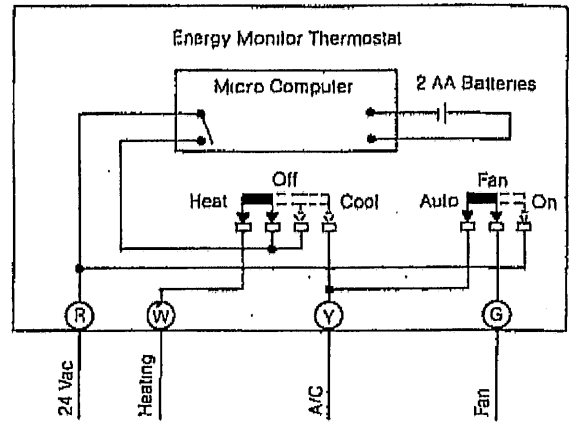 Energy Monitor Thermostat
Micro Computer
2 AA Batteries
Off
Heat
Cool
Fan
Auto
On
R
W
Y
G
24 Vac
Heating
A/C
Fan